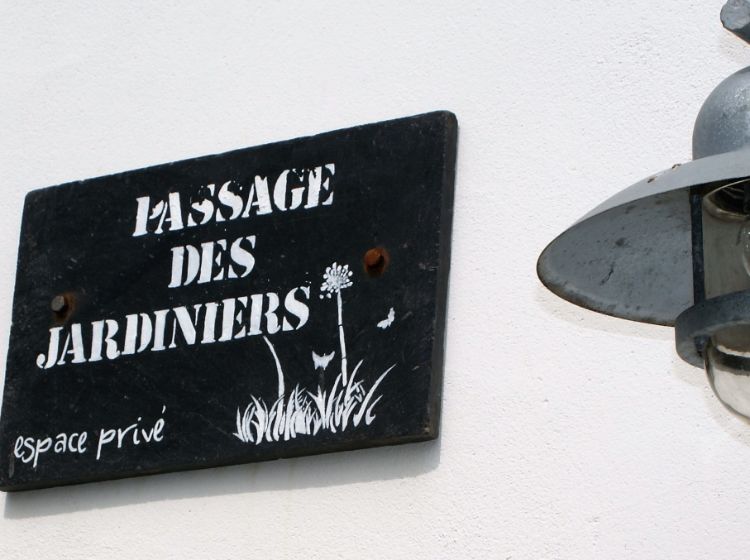 PASSAGE
DES
JARDINIERS
espace privé